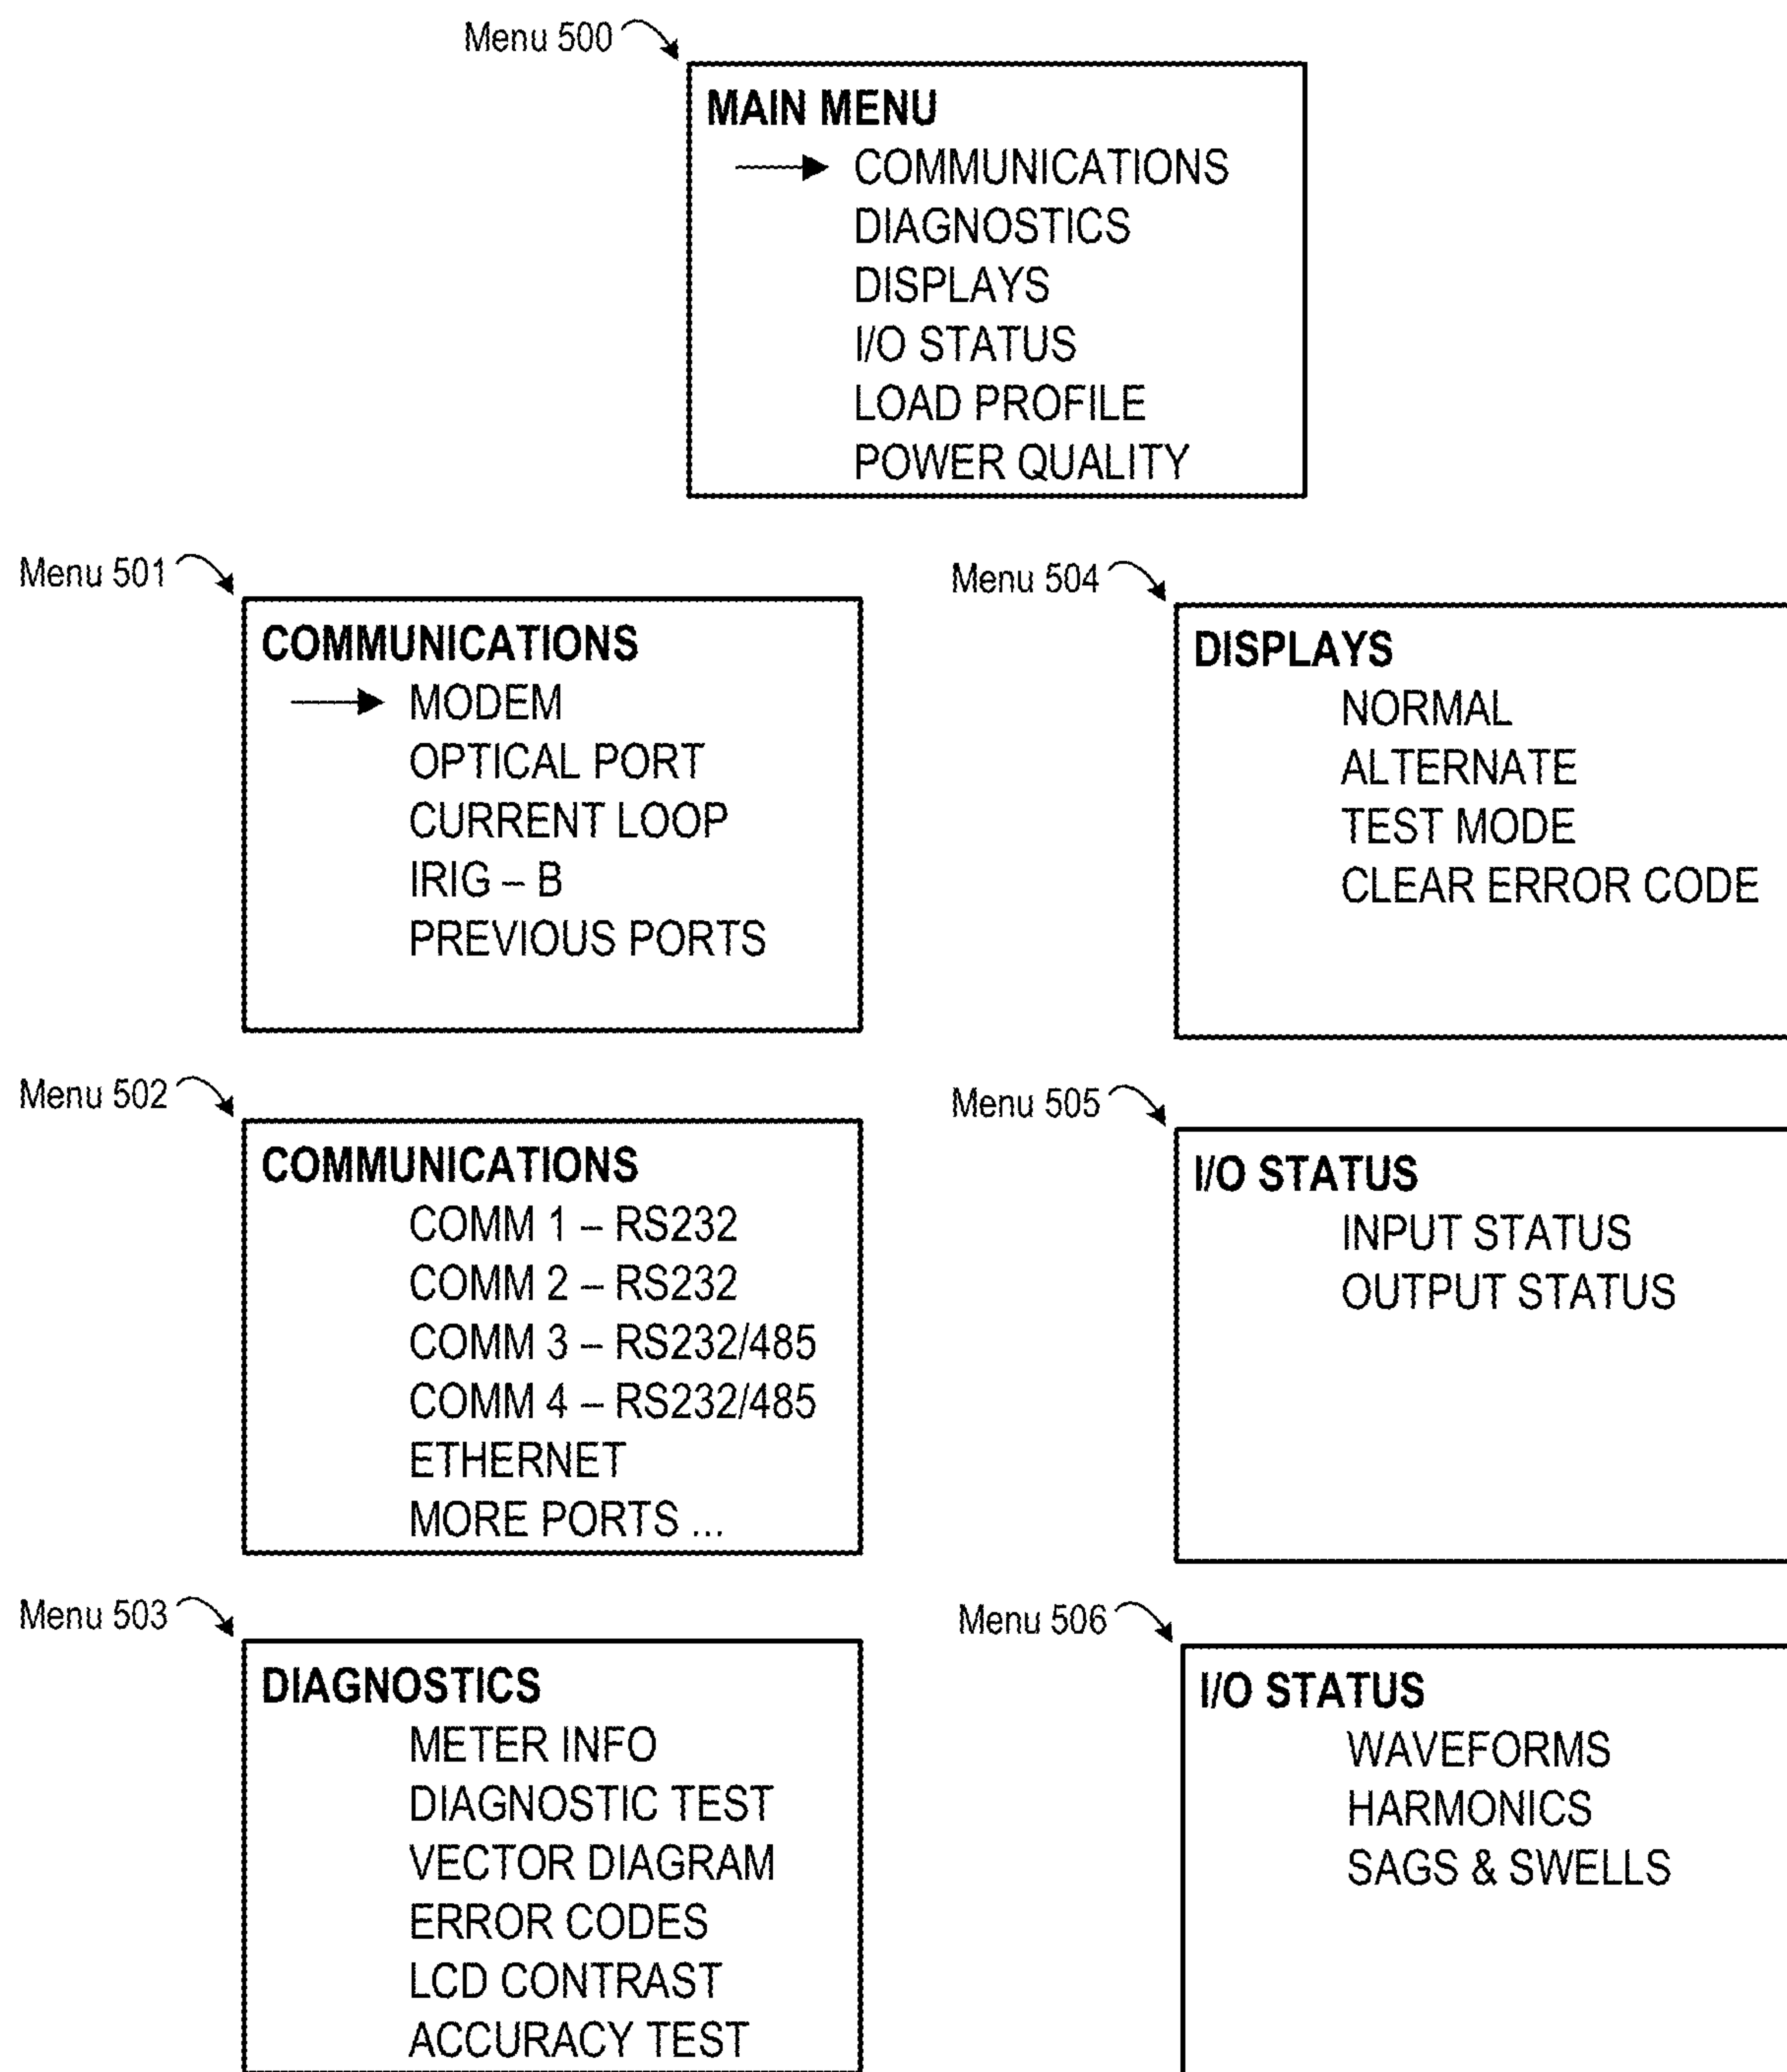 Menu 500
MAIN MENU
COMMUNICATIONS
DIAGNOSTICS
DISPLAYS
I/O STATUS
LOAD PROFILE
POWER QUALITY
Menu 501
COMMUNICATIONS
MODEM
OPTICAL PORT
CURRENT LOOP
IRIG – B
PREVIOUS PORTS
Menu 502
COMMUNICATIONS
COMM 1 – RS232
COMM 2 – RS232
COMM 3 – RS232/485
COMM 4 – RS232/485
ETHERNET
MORE PORTS ...
Menu 503
DIAGNOSTICS
METER INFO
DIAGNOSTIC TEST
VECTOR DIAGRAM
ERROR CODES
LCD CONTRAST
ACCURACY TEST
Menu 504
DISPLAYS
NORMAL
ALTERNATE
TEST MODE
CLEAR ERROR CODE
Menu 505
I/O STATUS
INPUT STATUS
OUTPUT STATUS
Menu 506
I/O STATUS
WAVEFORMS
HARMONICS
SAGS & SWELLS